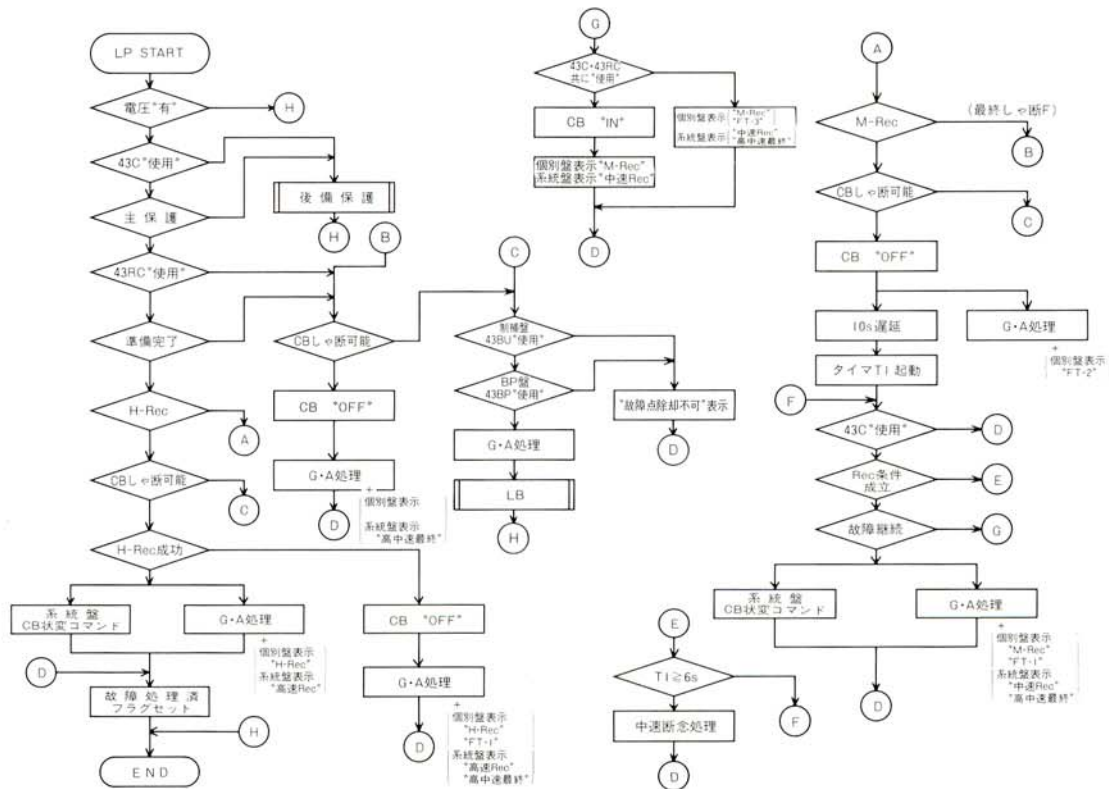 LP START
電圧"有"
H
43C"使用"
主保護
後備保護
H
B
43RC"使用"
準備完了
CBしゃ断可能
H-Rec
A
CB "OFF"
CBしゃ断可能
C
G・A処理
+
個別盤表示
系統盤表示
"高中速最終"
D
H-Rec成功
系統盤
CB状変コマンド
G・A処理
+
個別盤表示
"H-Rec"
系統盤表示
"高速Rec"
D
故障処理済
フラグセット
H
END
CB "OFF"
G・A処理
+
個別盤表示
"H-Rec"
"FT-1"
系統盤表示
"高速Rec"
"高中速最終"
D
G
43C・43RC
共に"使用"
CB "IN"
個別盤表示"M-Rec"
系統盤表示"中速Rec"
個別盤表示 "M-Rec"
"FT-3"
系統盤表示 "中速Rec"
"高中速最終"
D
C
制補盤
43BU"使用"
BP盤
43BP"使用"
"故障点除却不可"表示
D
G・A処理
LB
H
E
T1≧6s
F
中速断念処理
D
A
M-Rec
(最終しゃ断F)
B
CBしゃ断可能
C
CB "OFF"
10s遅延
G・A処理
+
個別盤表示
"FT-2"
タイマT1起動
F
43C"使用"
D
Rec条件
成立
E
故障継続
G
系統盤
CB状変コマンド
G・A処理
+
個別盤表示
"M-Rec"
"FT-1"
系統盤表示
"中速Rec"
"高中速最終"
D